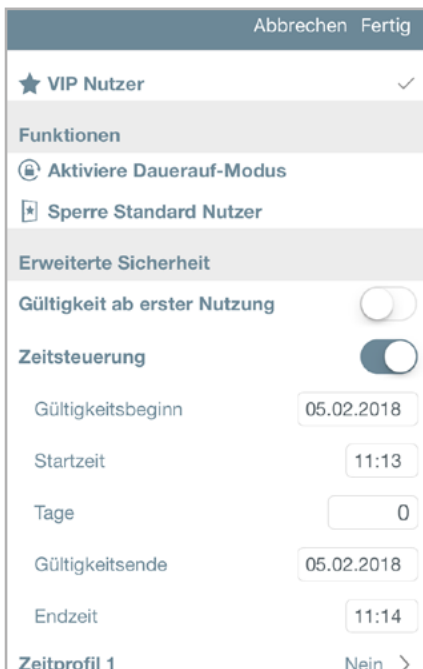 Abbrechen Fertig
VIP Nutzer
Funktionen
Aktiviere Dauerauf-Modus
Sperre Standard Nutzer
Erweiterte Sicherheit
Gültigkeit ab erster Nutzung
Zeitsteuerung
Gültigkeitsbeginn 05.02.2018
Startzeit 11:13
Tage 0
Gültigkeitsende 05.02.2018
Endzeit 11:14
Zeitprofil 1 Nein >